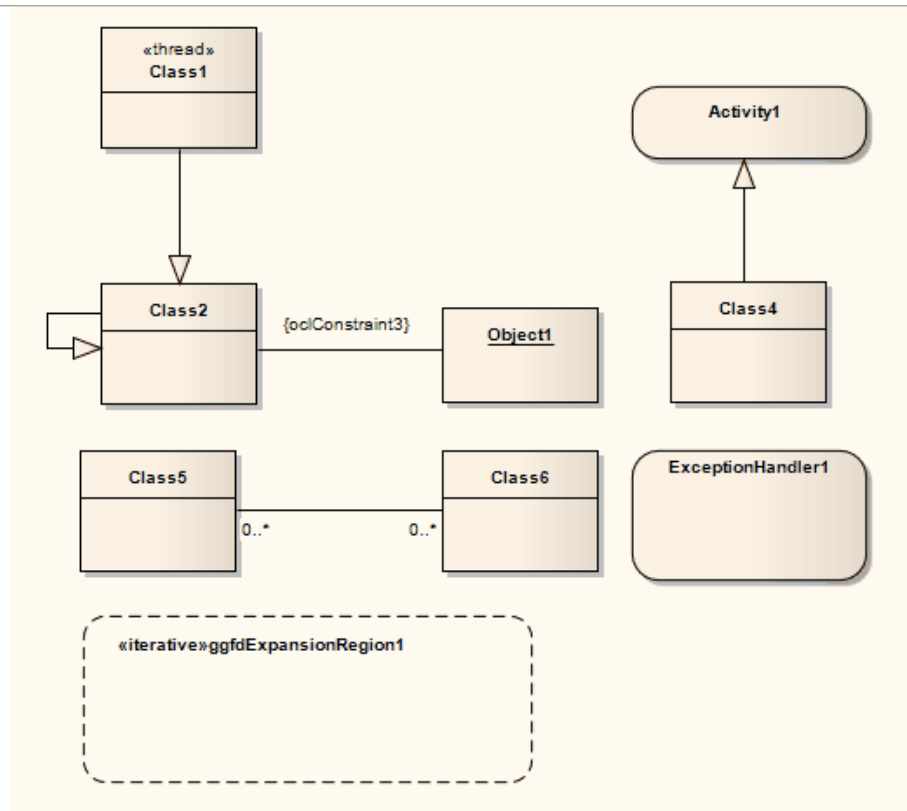 «thread»
Class1
Activity1
Class2
{oclConstraint3}
Object1
Class4
Class5
0..*
0..*
Class6
ExceptionHandler1
«iterative»ggfdExpansionRegion1